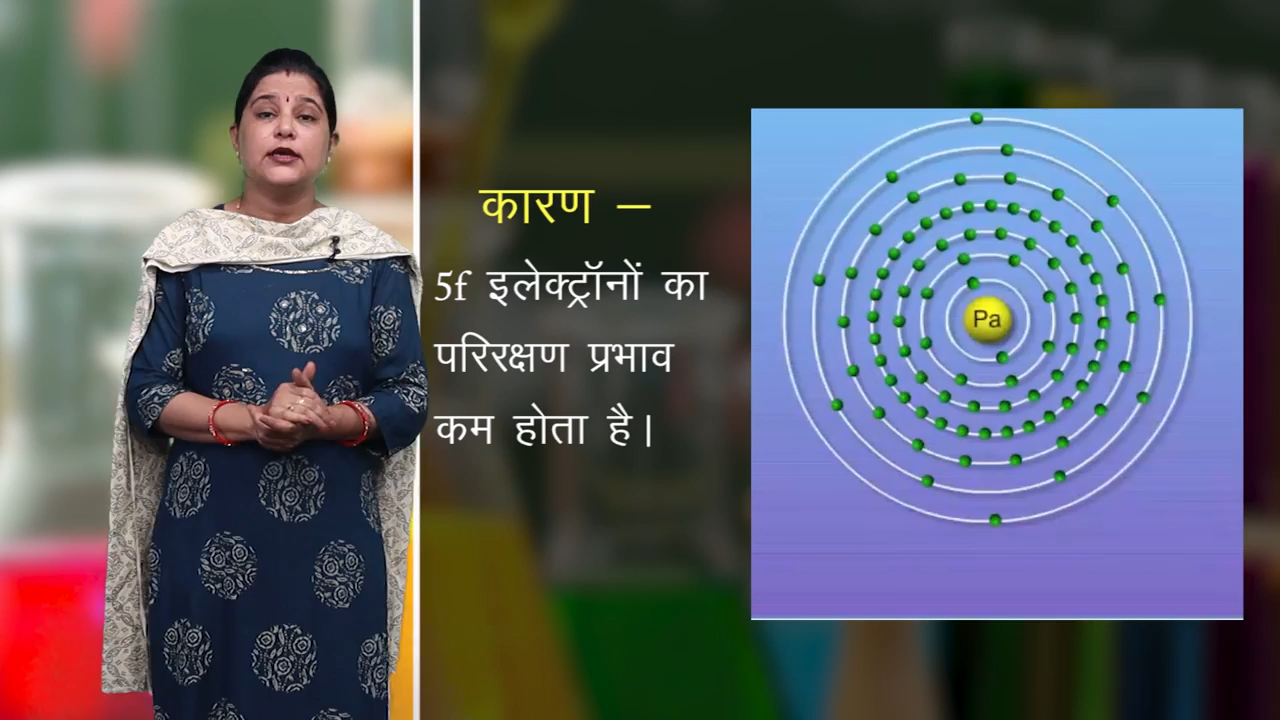 कारण –
5f इलेक्ट्रॉनों का
परिरक्षण प्रभाव
कम होता है।
Pa